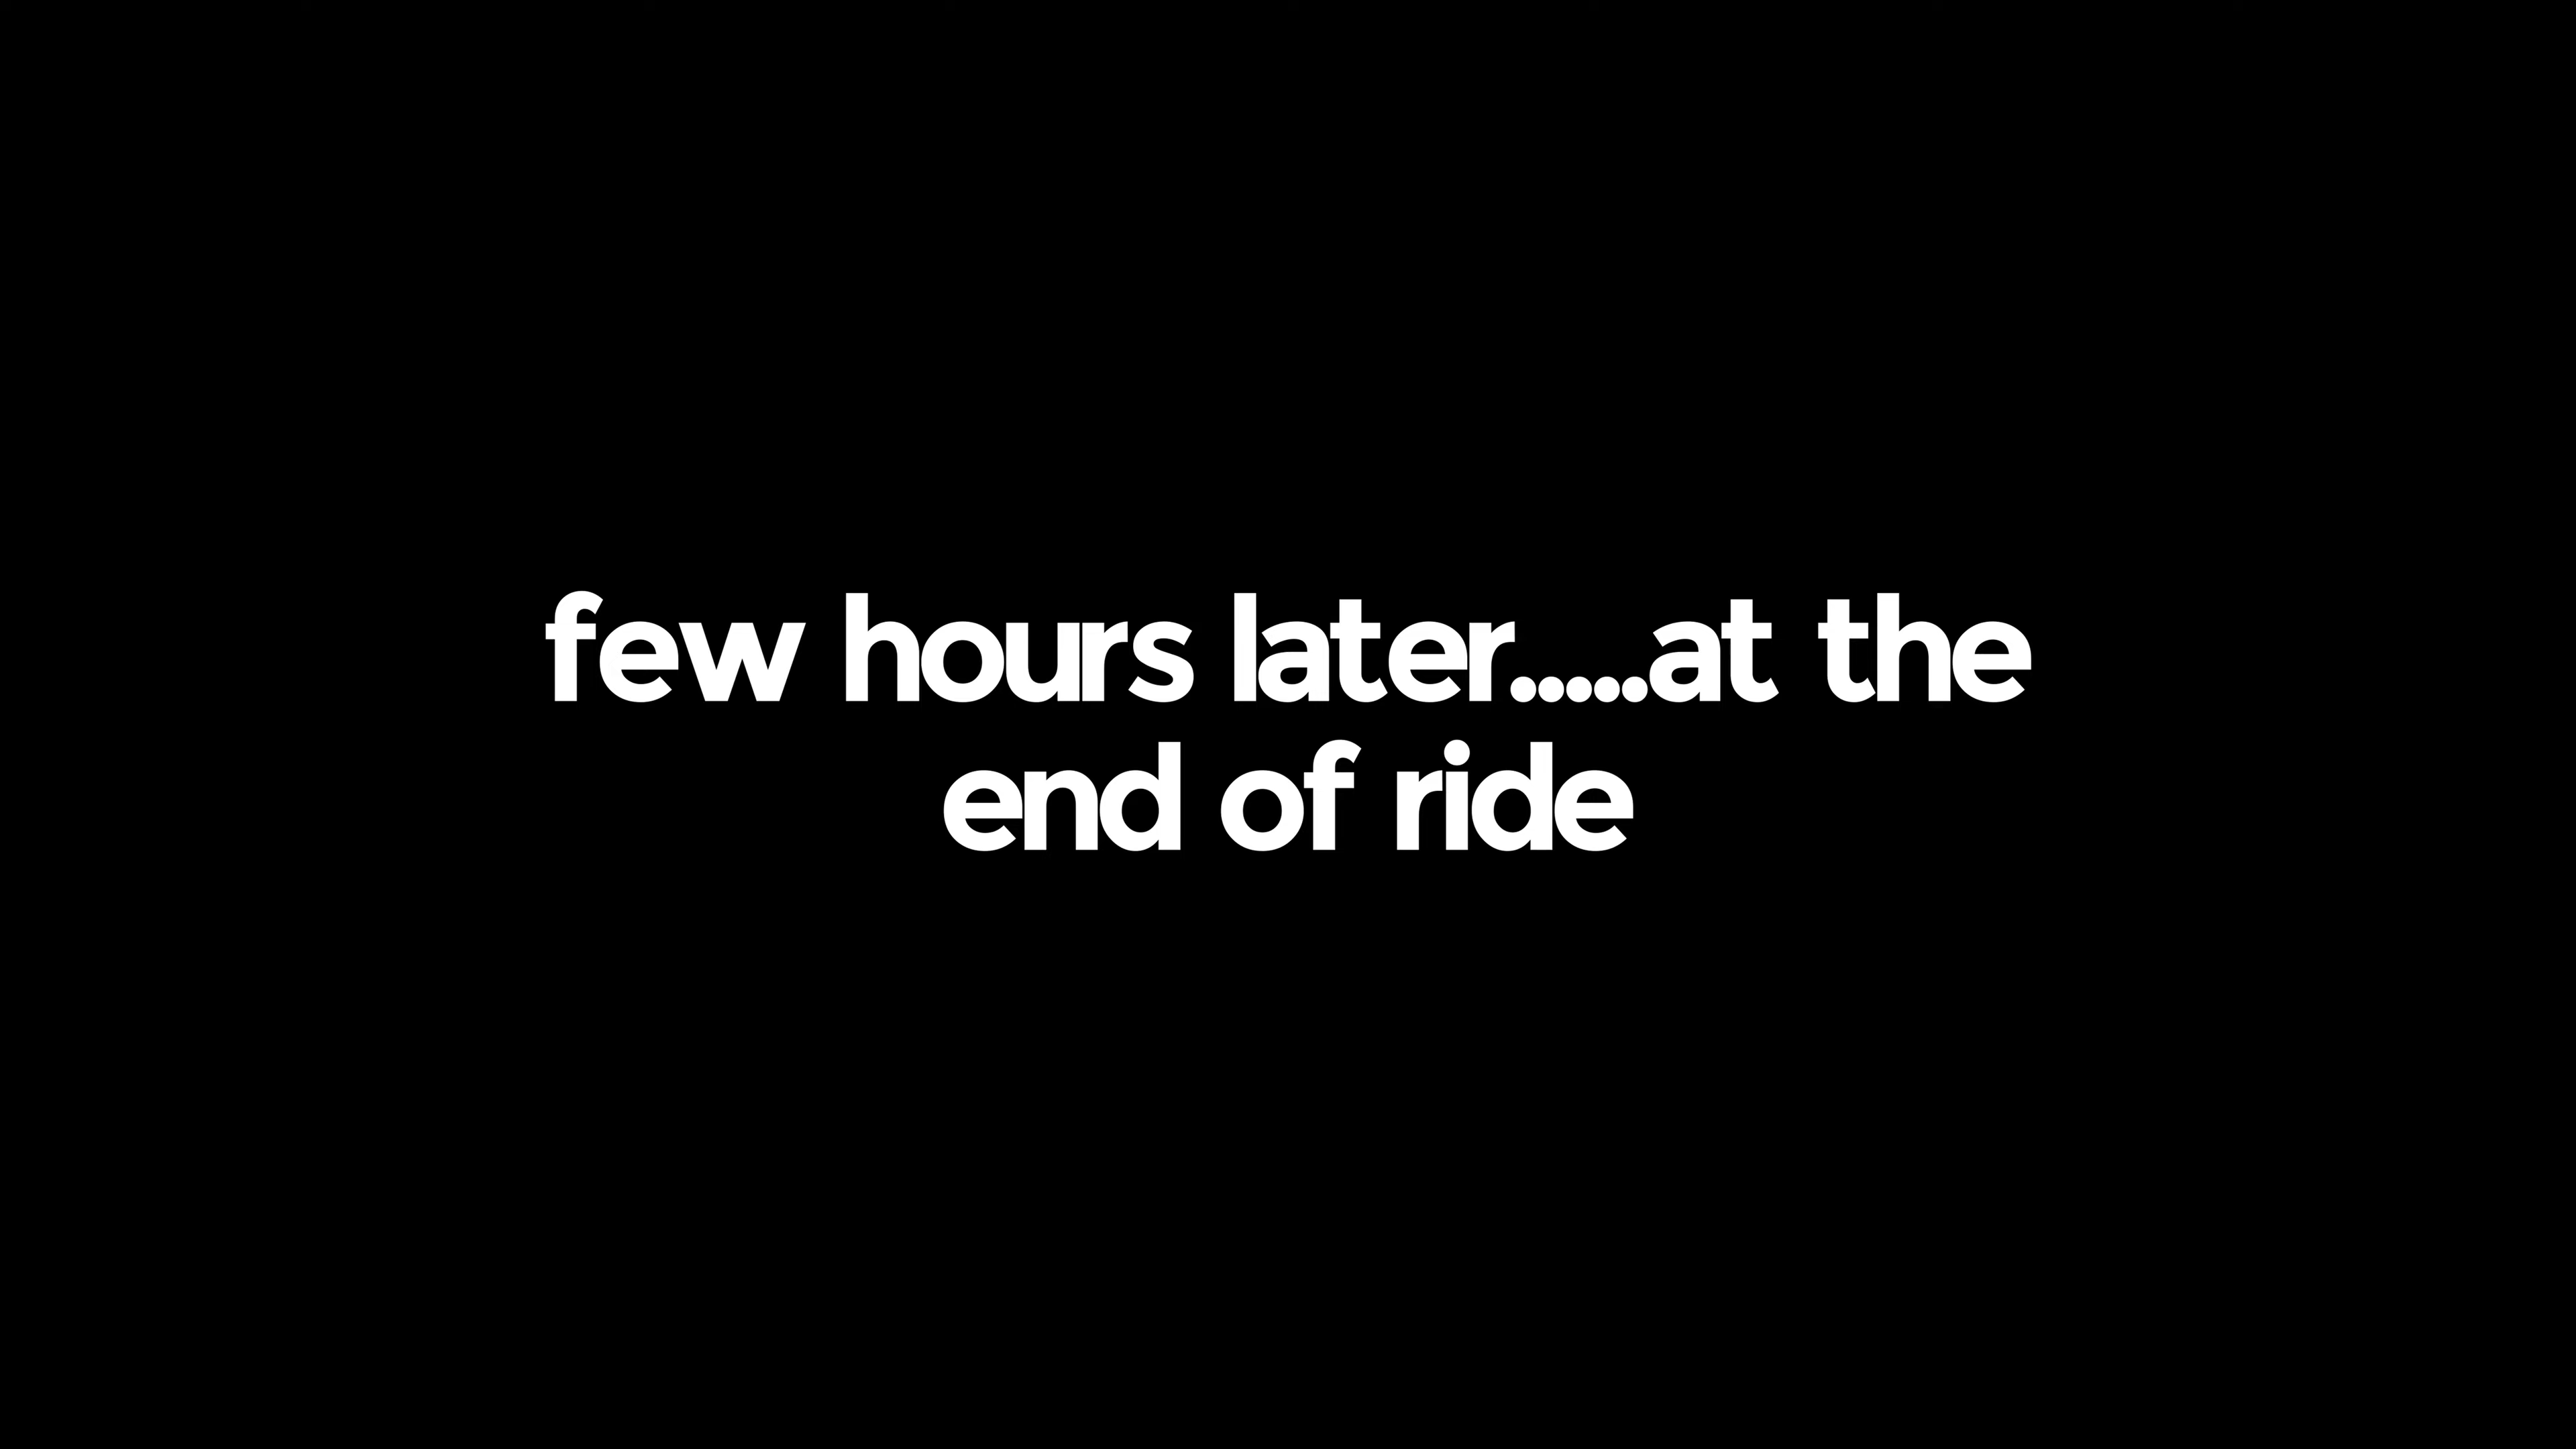 few hours later.....at the
end of ride